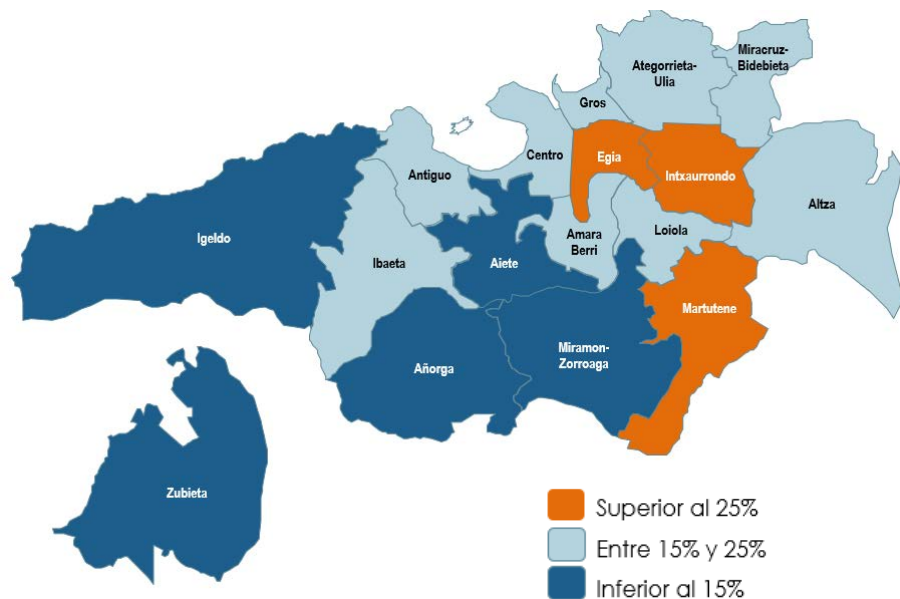 Miracruz-
Bidebieta
Ategorrieta-
Ulia
Gros
Centro
Egia
Antiguo
Intxaurrondo
Altza
Igeldo
Ibaeta
Aiete
Amara
Berri
Loiola
Martutene
Añorga
Miramon-
Zorroaga
Zubieta
Superior al 25%
Entre 15% y 25%
Inferior al 15%